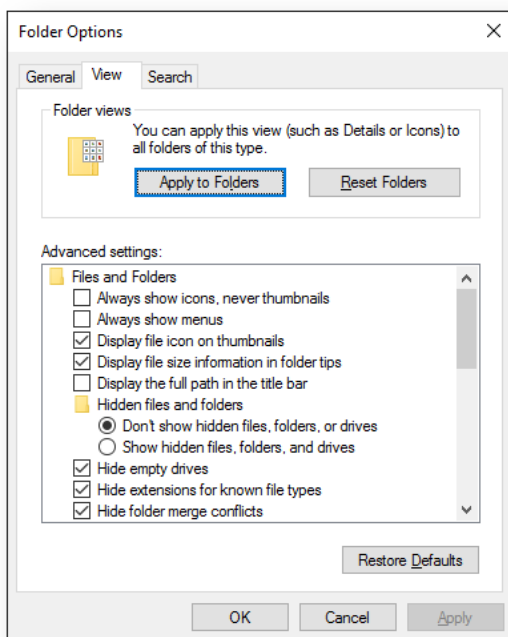 Folder Options
General
View
Search
Folder views
You can apply this view (such as Details or Icons) to
all folders of this type.
Apply to Folders
Reset Folders
Advanced settings:
Files and Folders
Always show icons, never thumbnails
Always show menus
Display file icon on thumbnails
Display file size information in folder tips
Display the full path in the title bar
Hidden files and folders
Don't show hidden files, folders, or drives
Show hidden files, folders, and drives
Hide empty drives
Hide extensions for known file types
Hide folder merge conflicts
Restore Defaults
OK
Cancel
Apply